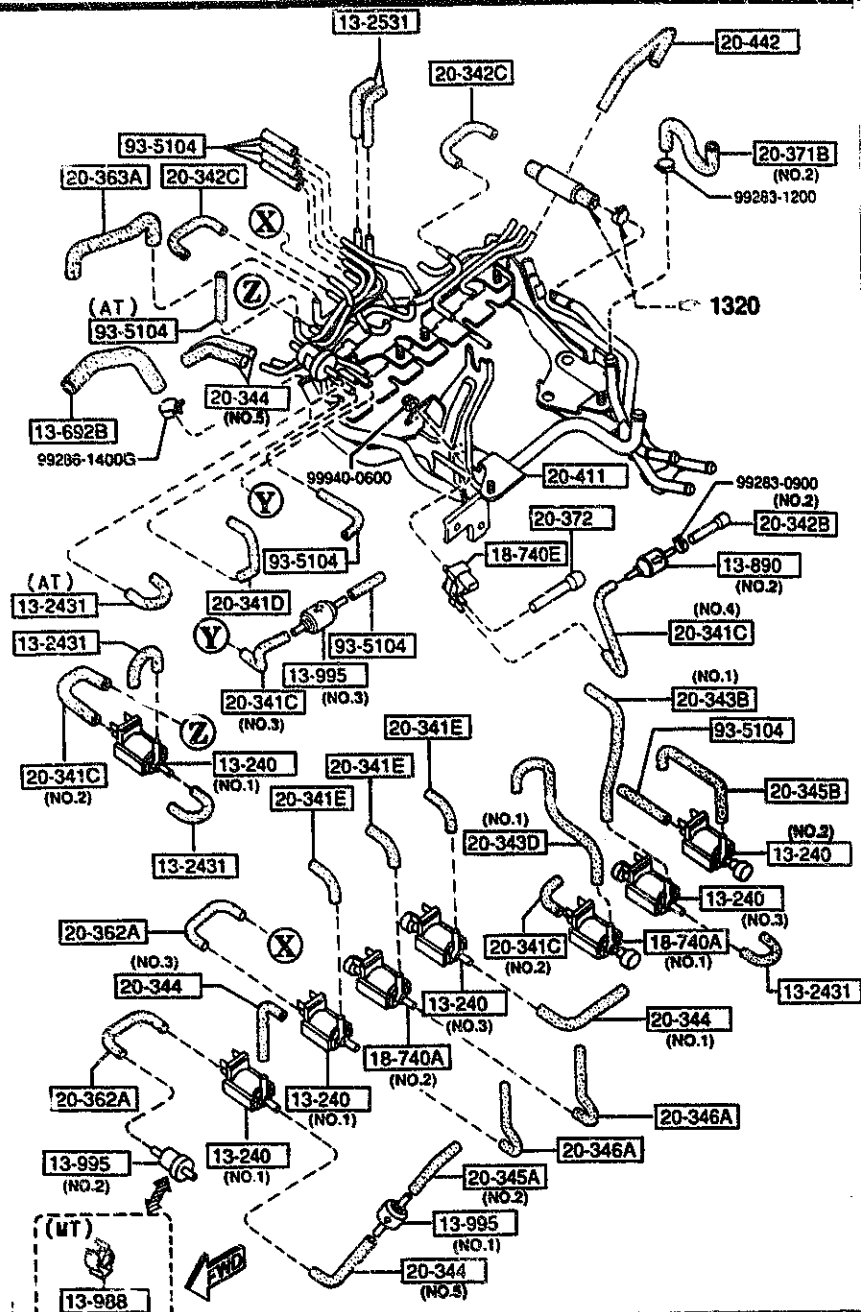 13-2531
20-442
20-342C
93-5104
20-371B
(NO.2)
20-363A
20-342C
99283-1200
X
Z
1320
(AT)
93-5104
20-344
(NO.5)
13-692B
99286-1400G
99940-0600
20-411
99283-0900
(NO.2)
Y
20-372
20-342B
93-5104
18-740E
13-890
(NO.2)
(AT)
13-2431
20-341D
(NO.4)
20-341C
13-2431
Y
93-5104
13-995
(NO.3)
20-341C
(NO.3)
(NO.1)
20-343B
Z
20-341E
93-5104
20-341C
(NO.2)
13-240
(NO.1)
20-341E
20-345B
20-341E
(NO.1)
20-343D
(NO.2)
13-240
13-2431
13-240
(NO.3)
20-362A
X
20-341C
(NO.2)
18-740A
(NO.1)
13-2431
(NO.3)
20-344
13-240
(NO.3)
20-344
(NO.1)
18-740A
(NO.2)
20-362A
13-240
(NO.1)
20-346A
13-995
(NO.2)
13-240
(NO.1)
20-346A
20-345A
(NO.2)
(MT)
13-995
(NO.1)
FWD
20-344
(NO.5)
13-988